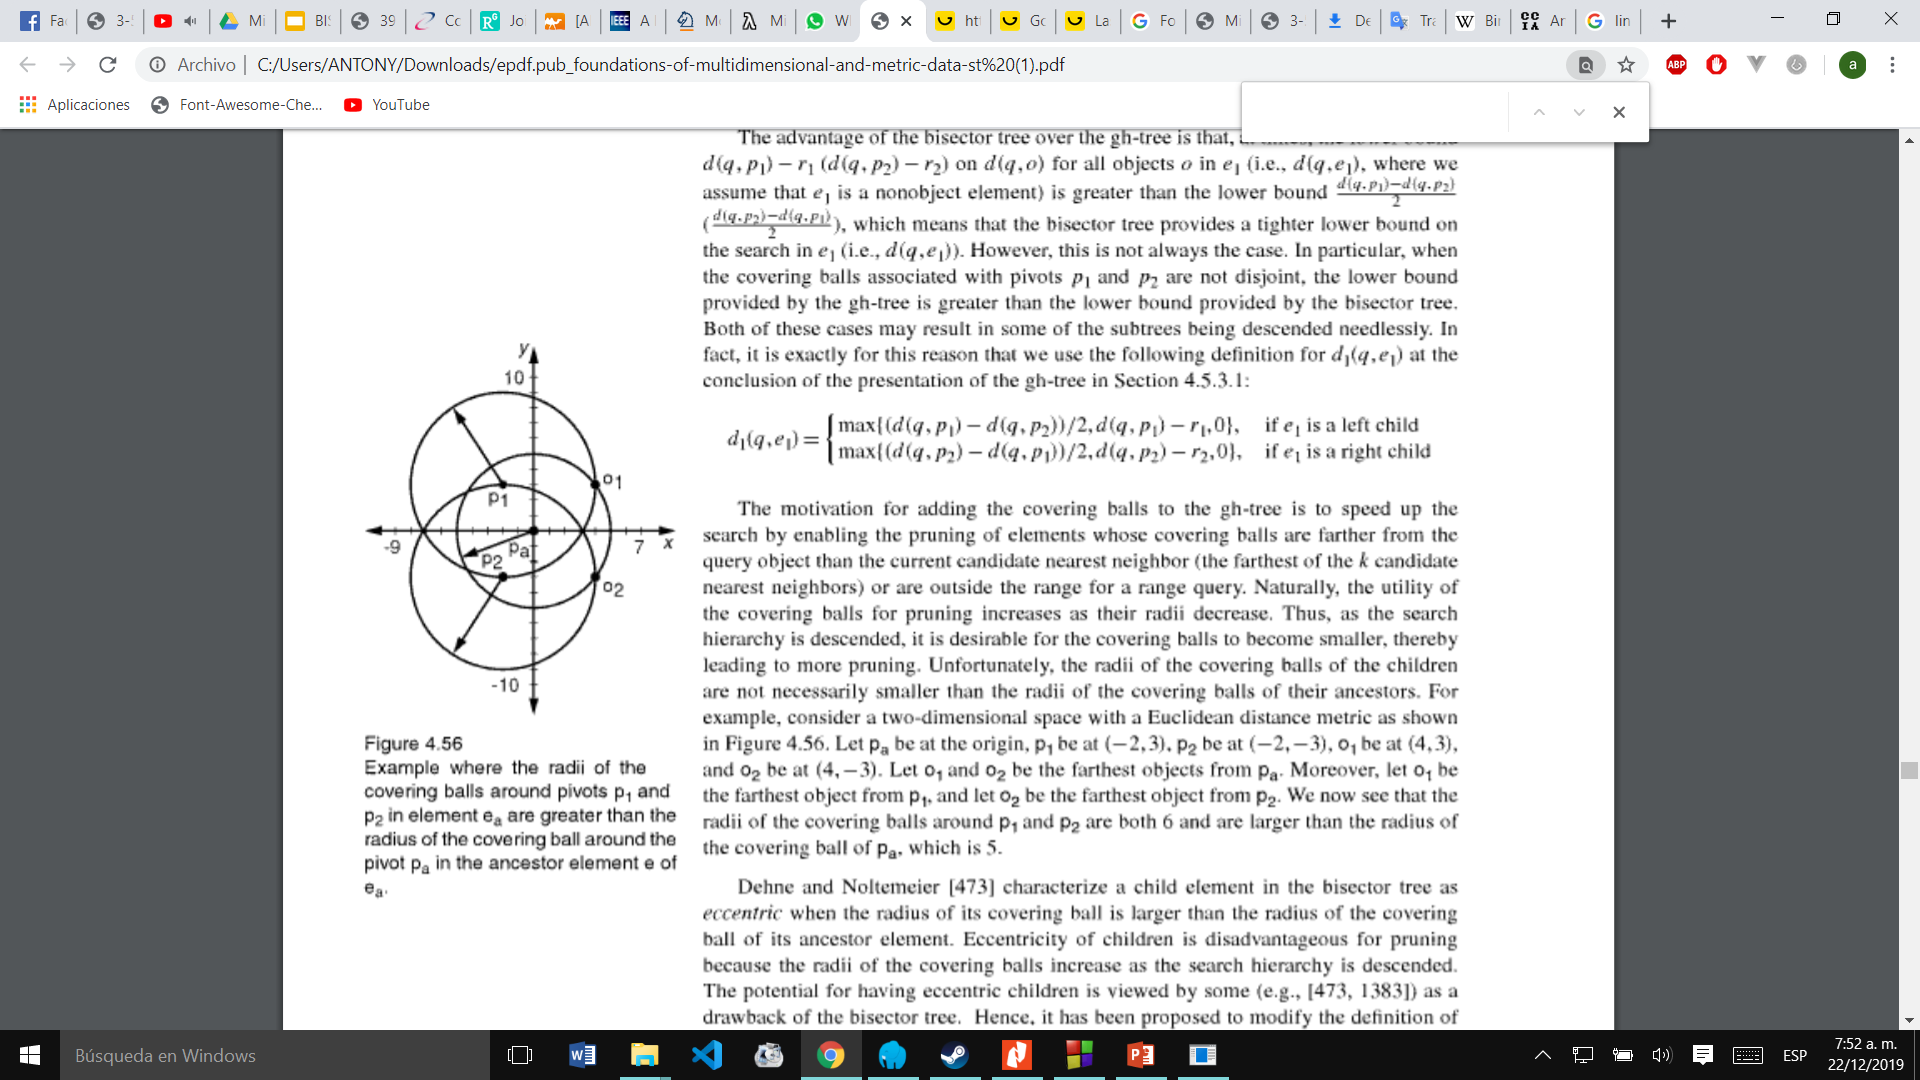 Fac
3-5
Mi
BIS
39
Co
Jo
[A
A
Mo
Mi
W
htt
Go
La
Fo
Mi
3-
De
Tra
Bin
Ar
lin
Archivo | C:/Users/ANTONY/Downloads/epdf.pub_foundations-of-multidimensional-and-metric-data-st%20(1).pdf
ABP
a
Aplicaciones
Font-Awesome-Che...
YouTube
The advantage of the bisector tree over the gh-tree is that,
d(q, p₁) − r₁ (d(q, p₂) − r₂) on d(q,o) for all objects o in e₁ (i.e., d(q,e₁), where we
assume that e₁ is a nonobject element) is greater than the lower bound d(q,p₁)−d(q,p₂)/2
(d(q,p₂)−d(q,p₁)/2), which means that the bisector tree provides a tighter lower bound on
the search in e₁ (i.e., d(q,e₁)). However, this is not always the case. In particular, when
the covering balls associated with pivots p₁ and p₂ are not disjoint, the lower bound
provided by the gh-tree is greater than the lower bound provided by the bisector tree.
Both of these cases may result in some of the subtrees being descended needlessly. In
fact, it is exactly for this reason that we use the following definition for d₁(q,e₁) at the
conclusion of the presentation of the gh-tree in Section 4.5.3.1:
d₁(q,e₁) = { max{(d(q, p₁) − d(q, p₂))/2, d(q, p₁) − r₁,0}, if e₁ is a left child
max{(d(q, p₂) − d(q, p₁))/2, d(q, p₂) − r₂,0}, if e₁ is a right child
The motivation for adding the covering balls to the gh-tree is to speed up the
search by enabling the pruning of elements whose covering balls are farther from the
query object than the current candidate nearest neighbor (the farthest of the k candidate
nearest neighbors) or are outside the range for a range query. Naturally, the utility of
the covering balls for pruning increases as their radii decrease. Thus, as the search
hierarchy is descended, it is desirable for the covering balls to become smaller, thereby
leading to more pruning. Unfortunately, the radii of the covering balls of the children
are not necessarily smaller than the radii of the covering balls of their ancestors. For
example, consider a two-dimensional space with a Euclidean distance metric as shown
in Figure 4.56. Let pₐ be at the origin, p₁ be at (−2,3), p₂ be at (−2,−3), o₁ be at (4,3),
and o₂ be at (4,−3). Let o₁ and o₂ be the farthest objects from pₐ. Moreover, let o₁ be
the farthest object from p₁, and let o₂ be the farthest object from p₂. We now see that the
radii of the covering balls around p₁ and p₂ are both 6 and are larger than the radius of
the covering ball of pₐ, which is 5.
Dehne and Noltemeier [473] characterize a child element in the bisector tree as
eccentric when the radius of its covering ball is larger than the radius of the covering
ball of its ancestor element. Eccentricity of children is disadvantageous for pruning
because the radii of the covering balls increase as the search hierarchy is descended.
The potential for having eccentric children is viewed by some (e.g., [473, 1383]) as a
drawback of the bisector tree. Hence, it has been proposed to modify the definition of
y
10
p1
o1
-9
pa
7
x
p2
o2
-10
Figure 4.56
Example where the radii of the
covering balls around pivots p₁ and
p₂ in element eₐ are greater than the
radius of the covering ball around the
pivot pₐ in the ancestor element e of
eₐ.
Búsqueda en Windows
ESP
7:52 a. m.
22/12/2019